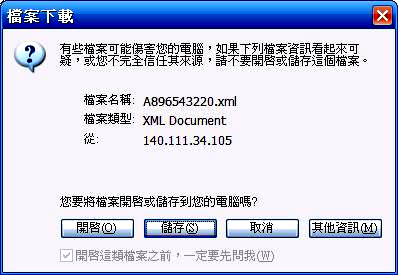 檔案下載
有些檔案可能傷害您的電腦，如果下列檔案資訊看起來可
疑，或您不完全信任其來源，請不要開啟或儲存這個檔案。
檔案名稱: A896543220.xml
檔案類型: XML Document
從: 140.111.34.105
您要將檔案開啟或儲存到您的電腦嗎?
開啟(O) 儲存(S) 取消 其他資訊(M)
開啟這類檔案之前，一定要先問我(W)